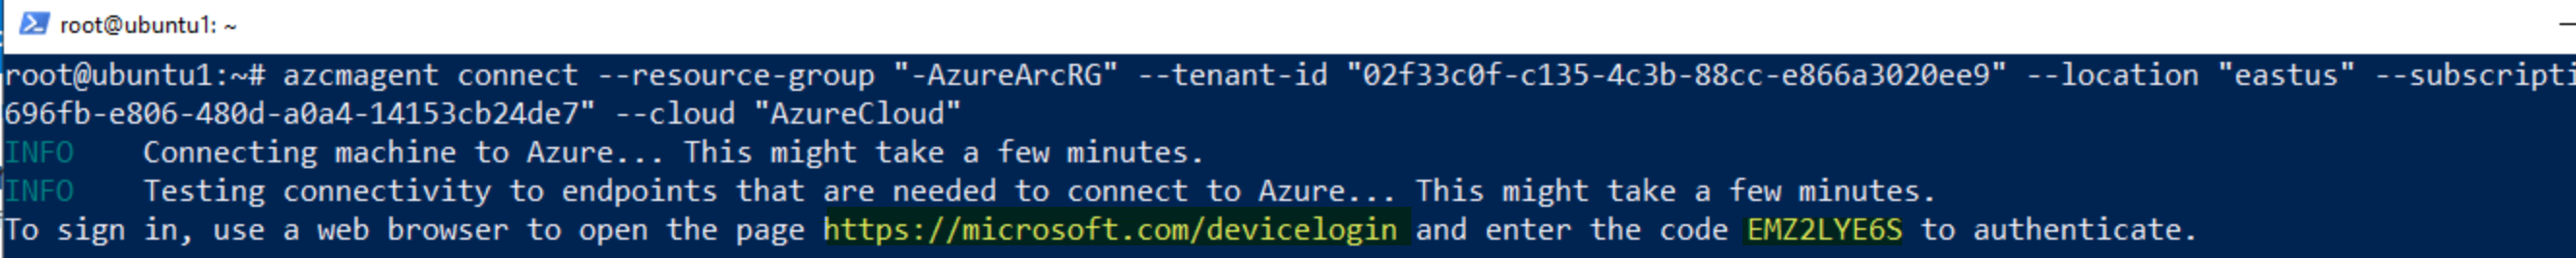 root@ubuntu1: ~
root@ubuntu1:~# azcmagent connect --resource-group "-AzureArcRG" --tenant-id "02f33c0f-c135-4c3b-88cc-e866a3020ee9" --location "eastus" --subscripti
696fb-e806-480d-a0a4-14153cb24de7" --cloud "AzureCloud"
INFO    Connecting machine to Azure... This might take a few minutes.
INFO    Testing connectivity to endpoints that are needed to connect to Azure... This might take a few minutes.
To sign in, use a web browser to open the page https://microsoft.com/devicelogin and enter the code EMZ2LYE6S to authenticate.